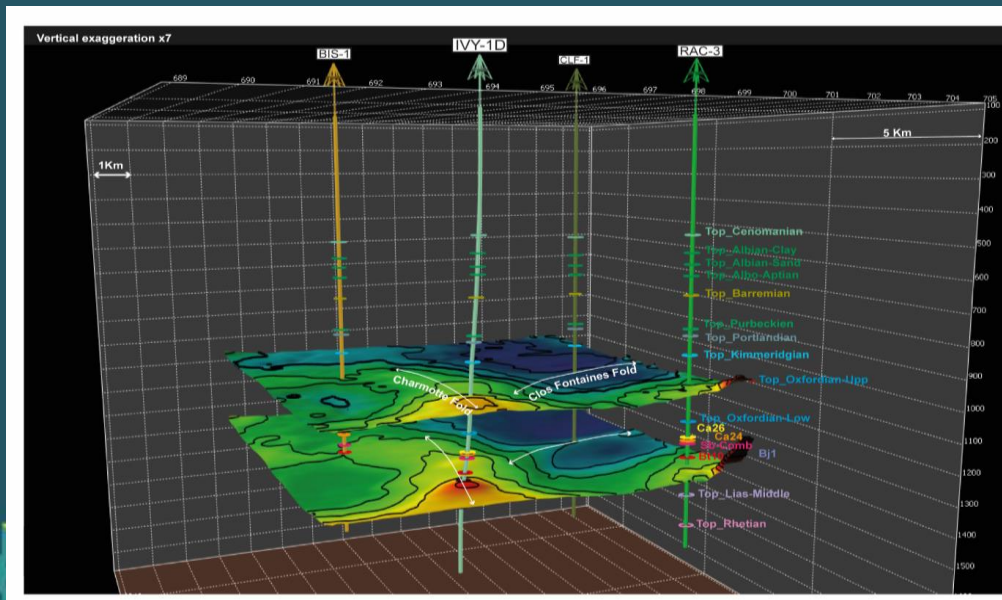 Vertical exaggeration x7
BIS-1
IVY-1D
CLF-1
RAC-3
689 690 691 692 693 694 695 696 697 698 699 700 701 702 703 704 705
100
200
300
400
500
600
700
800
900
1000
1100
1200
1300
1400
1500
1Km
5 Km
Top_Cenomanian
Top_Albian-Clay
Top_Albian-Sand
Top_Albo-Aptian
Top_Barremian
Top_Purbeckien
Top_Portlandian
Top_Kimmeridgian
Top_Oxfordian-Upp
Charmotte Fold
Clos Fontaines Fold
Top_Oxfordian-Low
Ca26
Ca24
Bj1
Top_Lias-Middle
Top_Rhetian